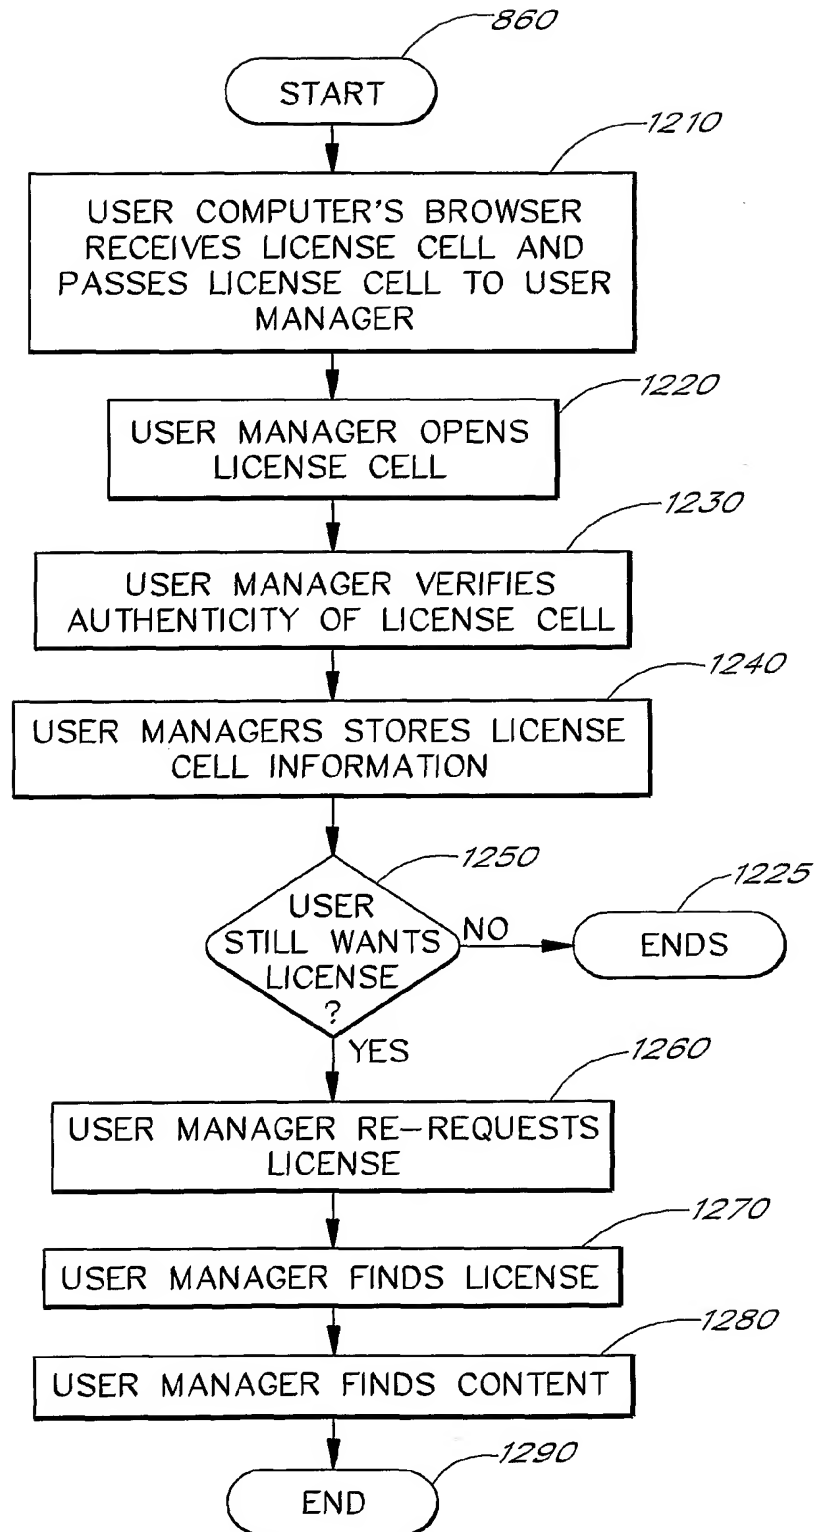 860
START
1210
USER COMPUTER'S BROWSER
RECEIVES LICENSE CELL AND
PASSES LICENSE CELL TO USER
MANAGER
1220
USER MANAGER OPENS
LICENSE CELL
1230
USER MANAGER VERIFIES
AUTHENTICITY OF LICENSE CELL
1240
USER MANAGERS STORES LICENSE
CELL INFORMATION
1250
USER
STILL WANTS
LICENSE
?
NO
1225
ENDS
YES
1260
USER MANAGER RE-REQUESTS
LICENSE
1270
USER MANAGER FINDS LICENSE
1280
USER MANAGER FINDS CONTENT
1290
END